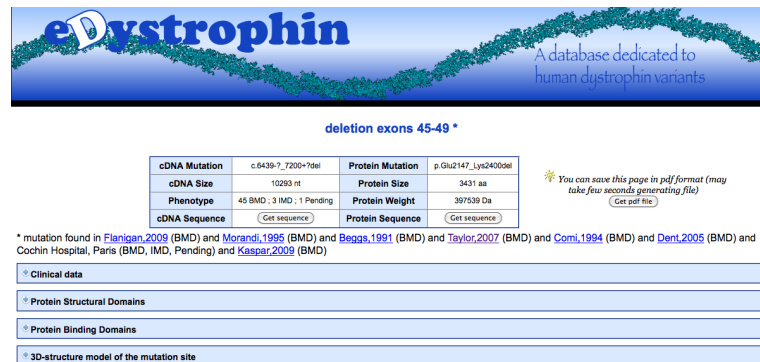 eDystrophin
A database dedicated to
human dystrophin variants
deletion exons 45-49 *
cDNA Mutation c.6439-?_7200+?del Protein Mutation p.Glu2147_Lys2400del
cDNA Size 10293 nt Protein Size 3431 aa
Phenotype 45 BMD ; 3 IMD ; 1 Pending Protein Weight 397539 Da
cDNA Sequence Get sequence Protein Sequence Get sequence
You can save this page in pdf format (may
take few seconds generating file)
Get pdf file
* mutation found in Flanigan,2009 (BMD) and Morandi,1995 (BMD) and Beggs,1991 (BMD) and Taylor,2007 (BMD) and Comi,1994 (BMD) and Dent,2005 (BMD) and
Cochin Hospital, Paris (BMD, IMD, Pending) and Kaspar,2009 (BMD)
Clinical data
Protein Structural Domains
Protein Binding Domains
3D-structure model of the mutation site